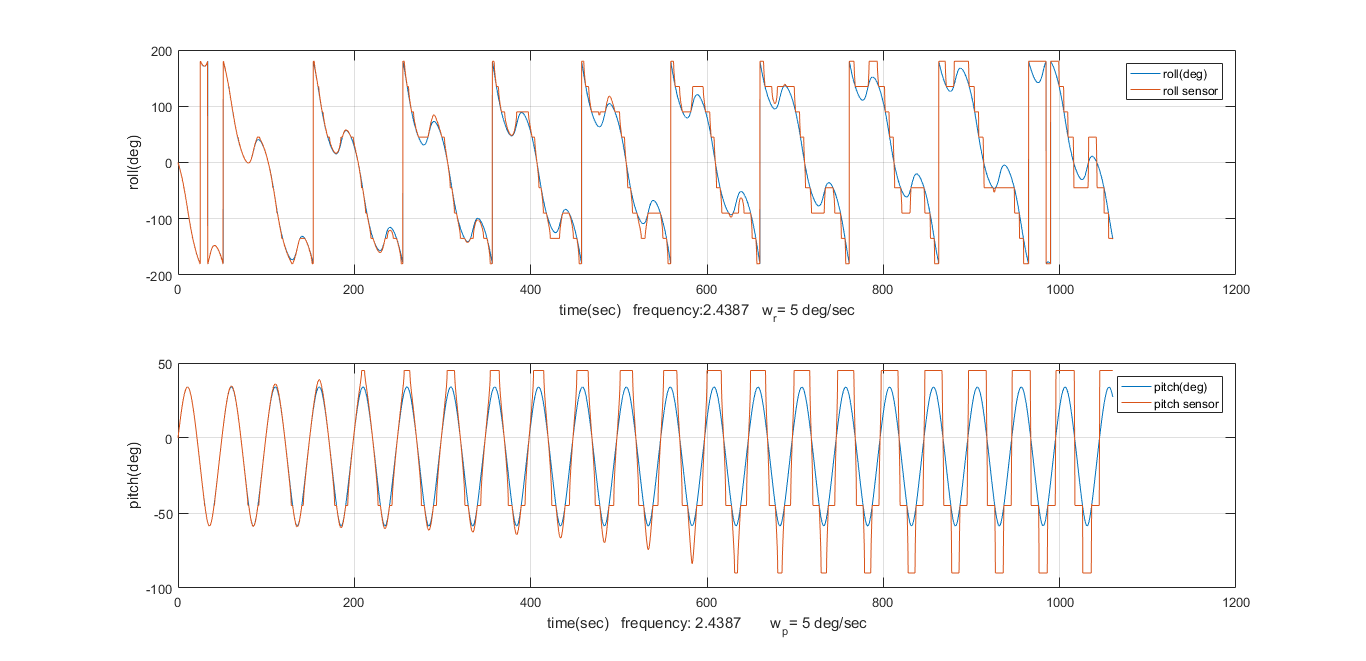 200
100
0
-100
-200
roll(deg)
roll(deg)
roll sensor
0 200 400 600 800 1000 1200
time(sec) frequency:2.4387 w_r= 5 deg/sec
50
0
-50
-100
pitch(deg)
pitch(deg)
pitch sensor
0 200 400 600 800 1000 1200
time(sec) frequency: 2.4387 w_p= 5 deg/sec